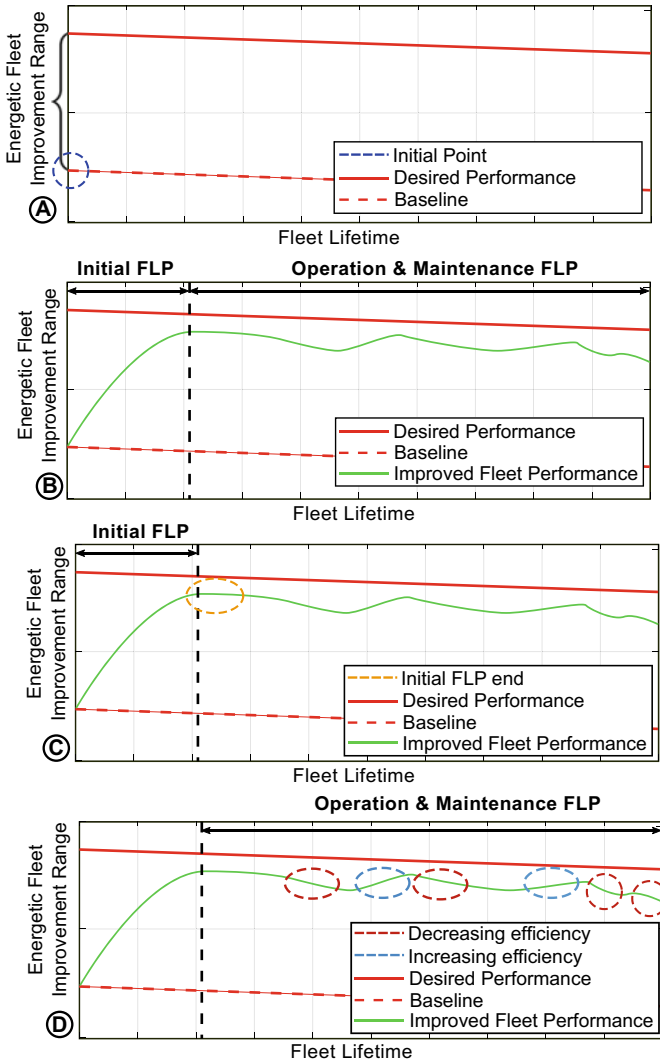 Energetic Fleet
Improvement Range
Initial Point
Desired Performance
Baseline
A
Fleet Lifetime
Initial FLP
Operation & Maintenance FLP
Energetic Fleet
Improvement Range
Desired Performance
Baseline
Improved Fleet Performance
B
Fleet Lifetime
Initial FLP
Energetic Fleet
Improvement Range
Initial FLP end
Desired Performance
Baseline
Improved Fleet Performance
C
Fleet Lifetime
Operation & Maintenance FLP
Energetic Fleet
Improvement Range
Decreasing efficiency
Increasing efficiency
Desired Performance
Baseline
Improved Fleet Performance
D
Fleet Lifetime